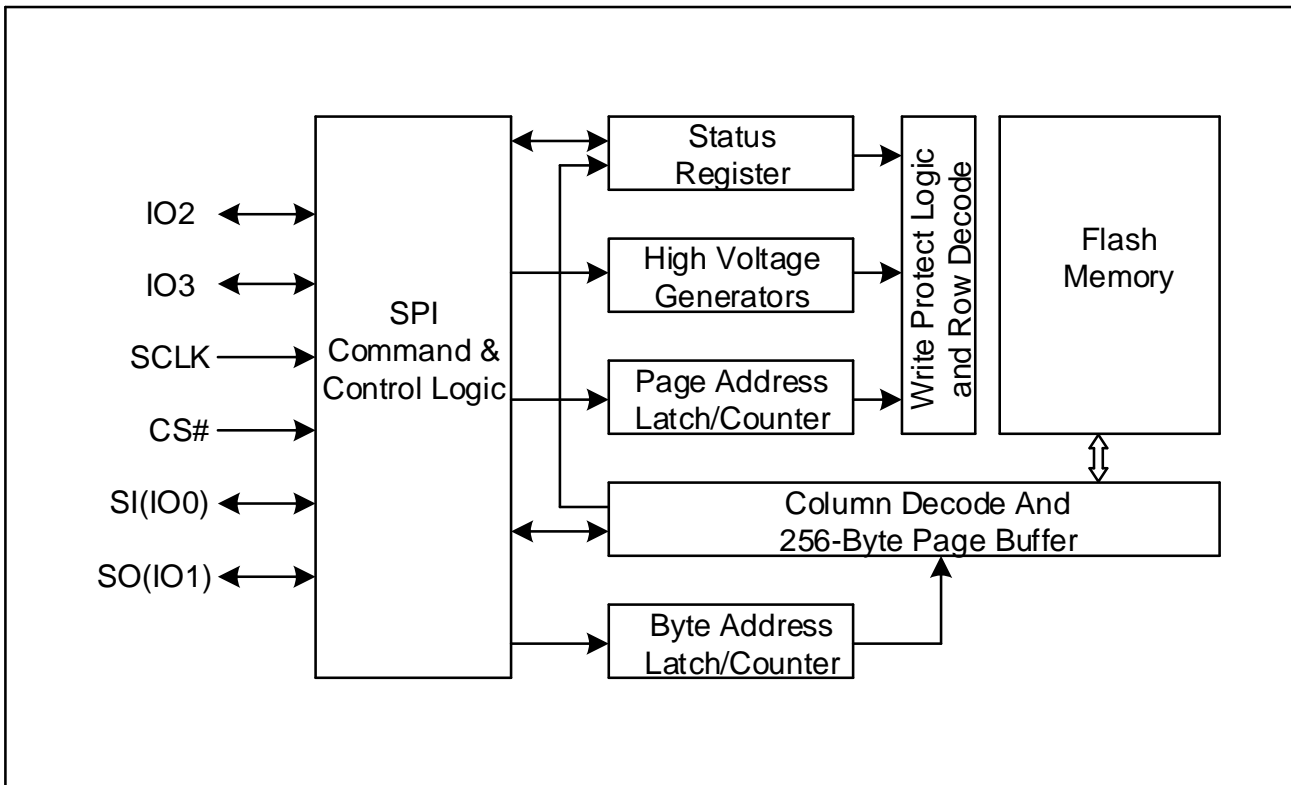 IO2
IO3
SCLK
CS#
SI(IO0)
SO(IO1)
SPI
Command &
Control Logic
Status
Register
High Voltage
Generators
Page Address
Latch/Counter
Write Protect Logic
and Row Decode
Flash
Memory
Column Decode And
256-Byte Page Buffer
Byte Address
Latch/Counter